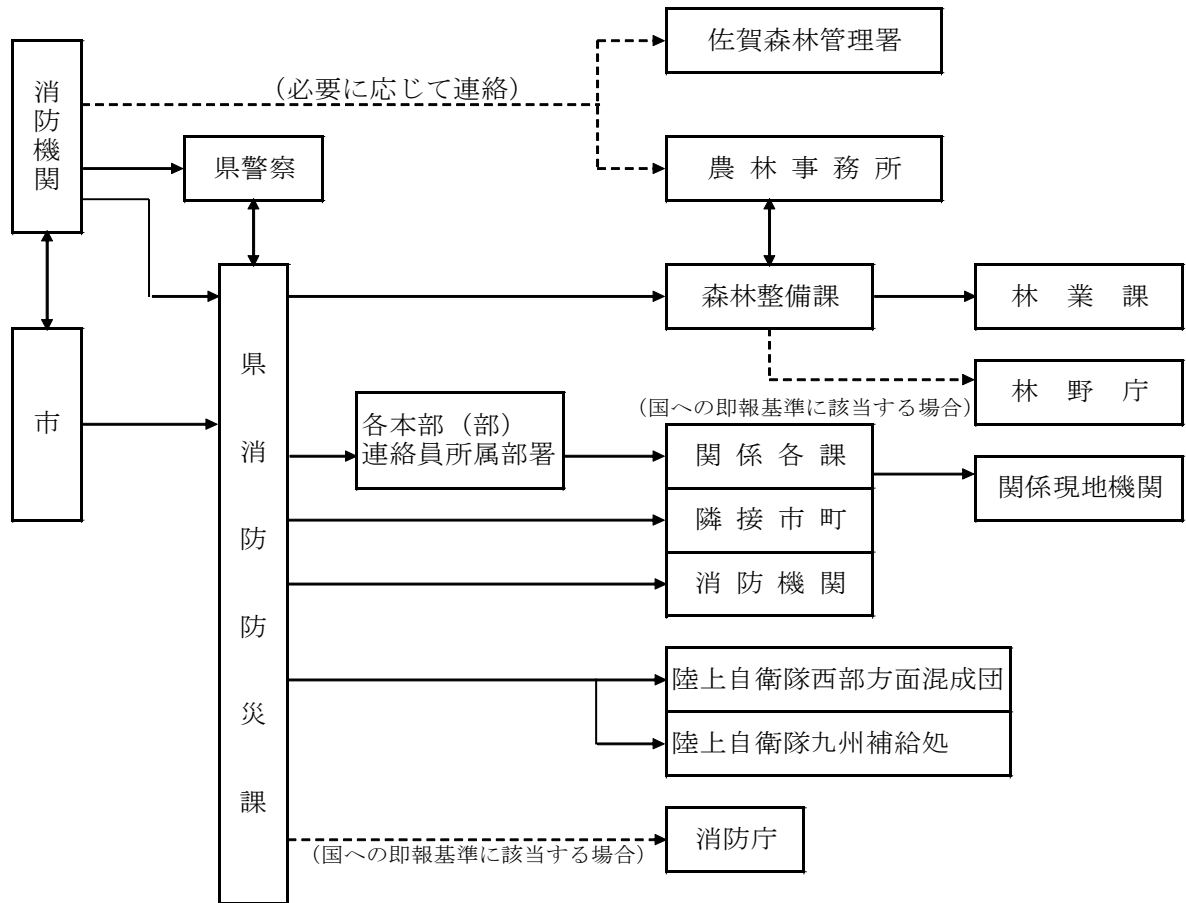 佐賀森林管理署
消防機関
（必要に応じて連絡）
県警察
農林事務所
県消防防災課
森林整備課
林業課
市
林野庁
（国への即報基準に該当する場合）
各本部（部）
連絡員所属部署
関係各課
関係現地機関
隣接市町
消防機関
陸上自衛隊西部方面混成団
陸上自衛隊九州補給処
消防庁
（国への即報基準に該当する場合）